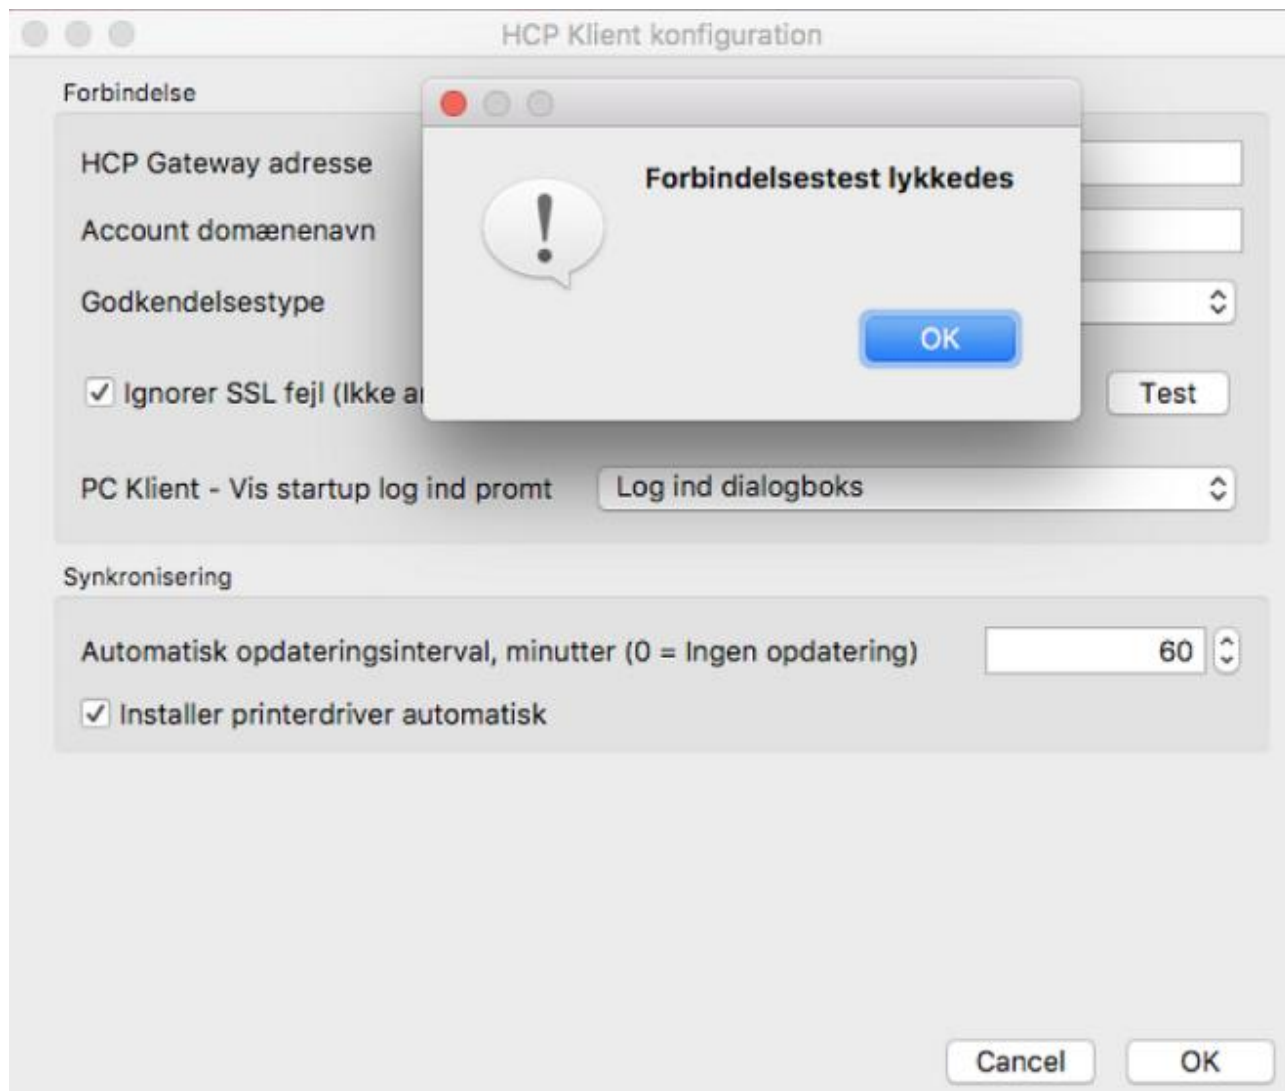 HCP Klient konfiguration
Forbindelse
HCP Gateway adresse
Account domænenavn
Godkendelsestype
Forbindelsestest lykkedes
OK
Ignorer SSL fejl (Ikke
Test
PC Klient - Vis startup log ind promt
Log ind dialogboks
Synkronisering
Automatisk opdateringsinterval, minutter (0 = Ingen opdatering)
60
Installer printerdriver automatisk
Cancel
OK